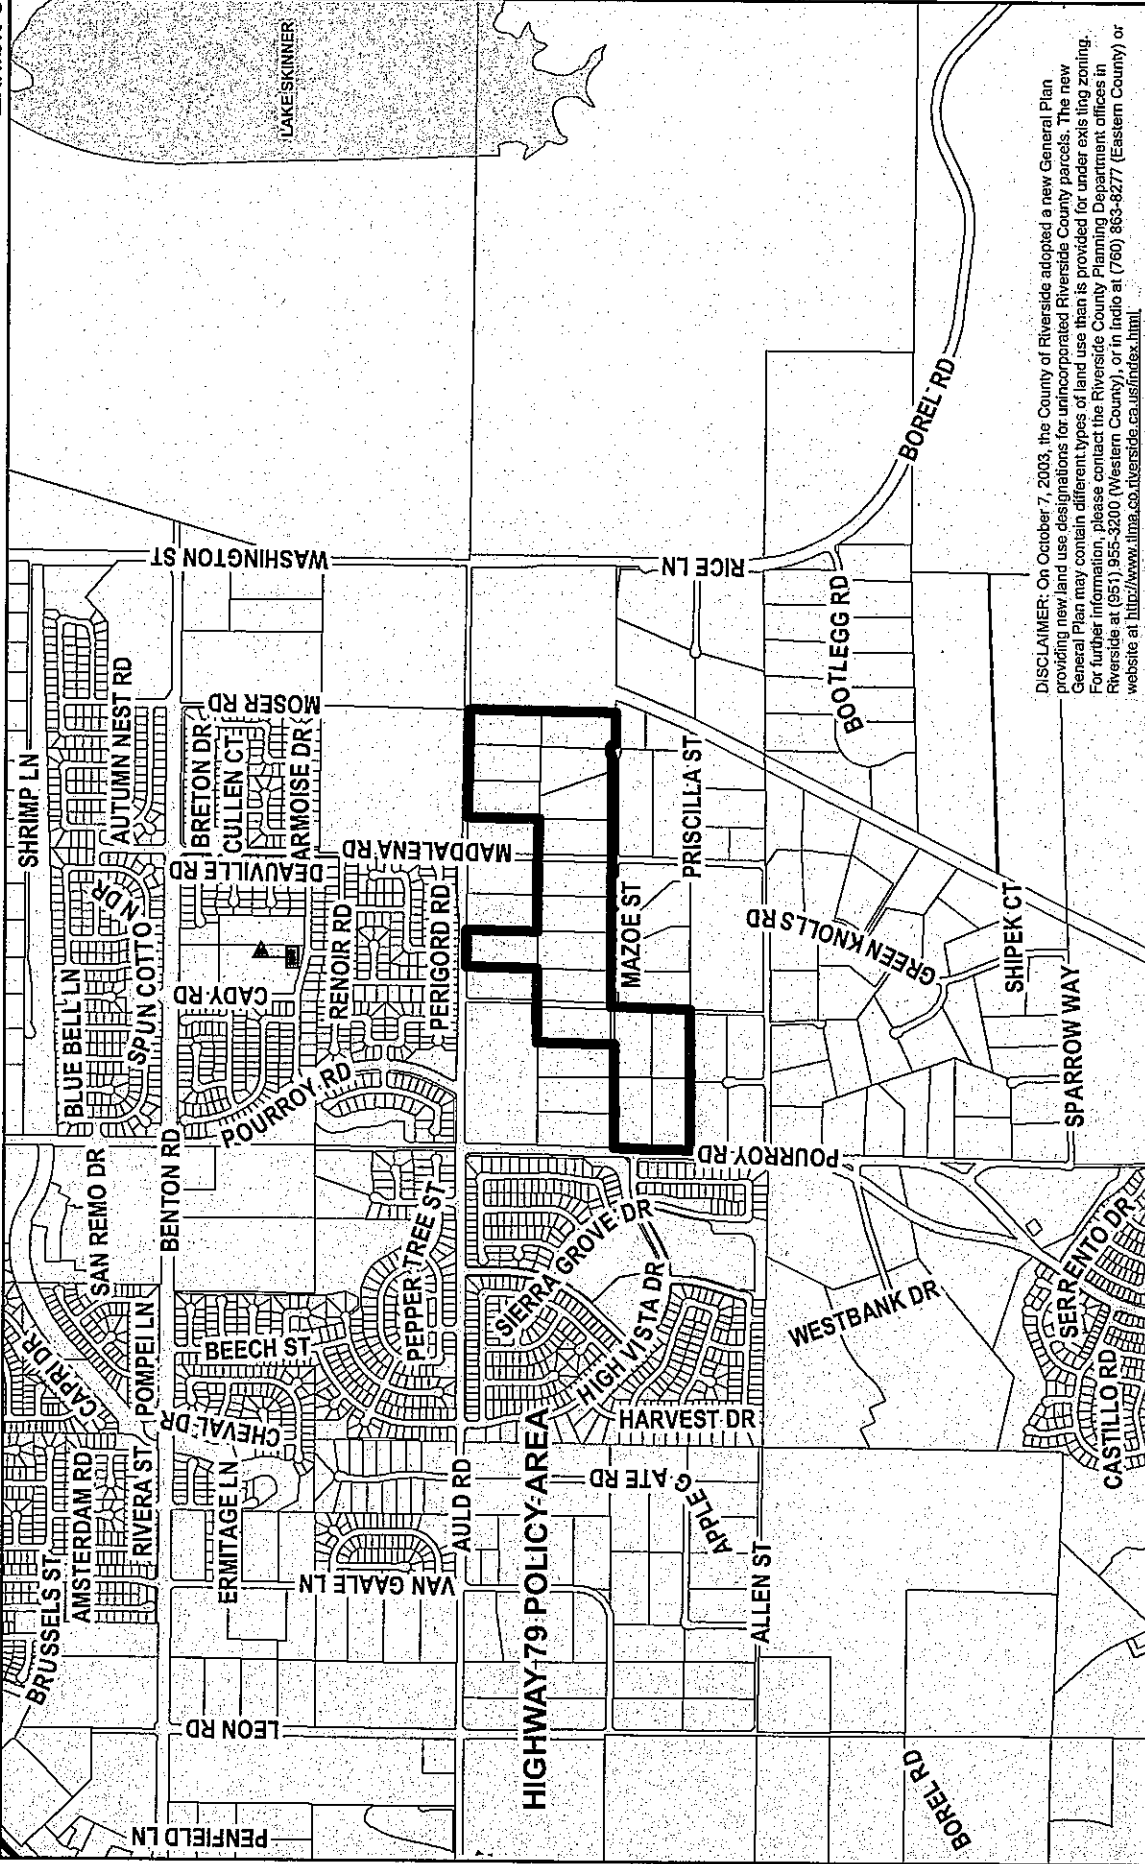 LAKE SKINNER
SHRIMP LN
WASHINGTON ST
AUTUMN NEST RD
MOSER RD
BRETON DR
CULLEN CT
ARMOISE DR
DEAUVILLE RD
MADDALENA RD
BLUE BELL LN
SPUN COTTON DR
CADY RD
RENOIR RD
PERIGORD RD
POURROY RD
SAN REMO DR
BENTON RD
PEPPER TREE ST
CAPRI DR
POMPEI LN
BEECH ST
CHEVAL DR
SIERRA GROVE DR
HIGH VISTA DR
HARVEST DR
AMSTERDAM RD
RIVERA ST
ERMITAGE LN
AULD RD
VAN GAALE LN
BRUSSELS ST
LEON RD
PENFIELD LN
HIGHWAY 79 POLICY AREA
APPLE GATE RD
ALLEN ST
RICE LN
BOREL RD
BOOTLEGG RD
PRISCILLA ST
MAZOE ST
GREEN KNOLLS RD
SHIPEK CT
SPARROW WAY
POURROY RD
WESTBANK DR
SERRENTO DR
CASTILLO RD
BOREL RD
DISCLAIMER: On October 7, 2003, the County of Riverside adopted a new General Plan
providing new land use designations for unincorporated Riverside County parcels. The new
General Plan may contain different types of land use than is provided for under existing zoning.
For further information, please contact the Riverside County Planning Department offices in
Riverside at (951) 955-3200 (Western County), or in Indio at (760) 863-8277 (Eastern County) or
website at http://www.tlma.co.riverside.ca.us/index.html